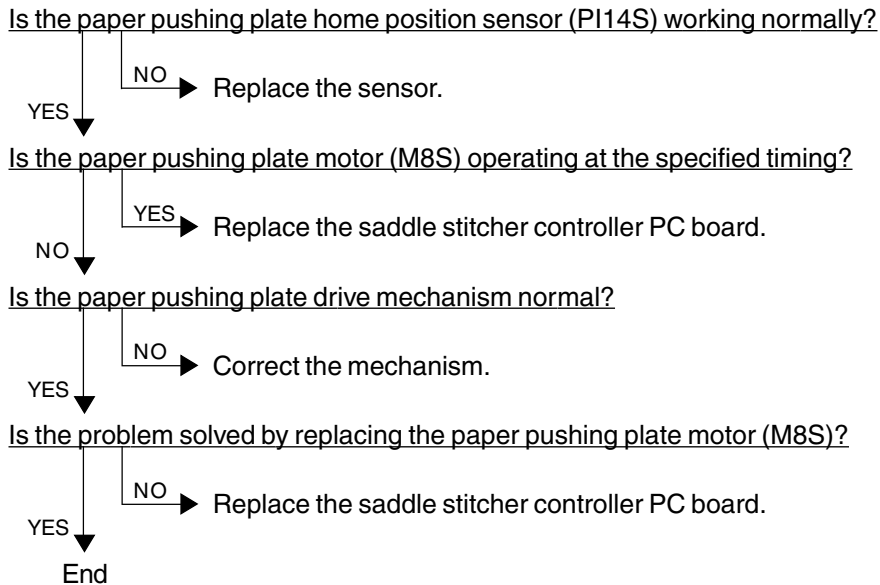 Is the paper pushing plate home position sensor (PI14S) working normally?
NO
Replace the sensor.
YES
Is the paper pushing plate motor (M8S) operating at the specified timing?
YES
Replace the saddle stitcher controller PC board.
NO
Is the paper pushing plate drive mechanism normal?
NO
Correct the mechanism.
YES
Is the problem solved by replacing the paper pushing plate motor (M8S)?
NO
Replace the saddle stitcher controller PC board.
YES
End